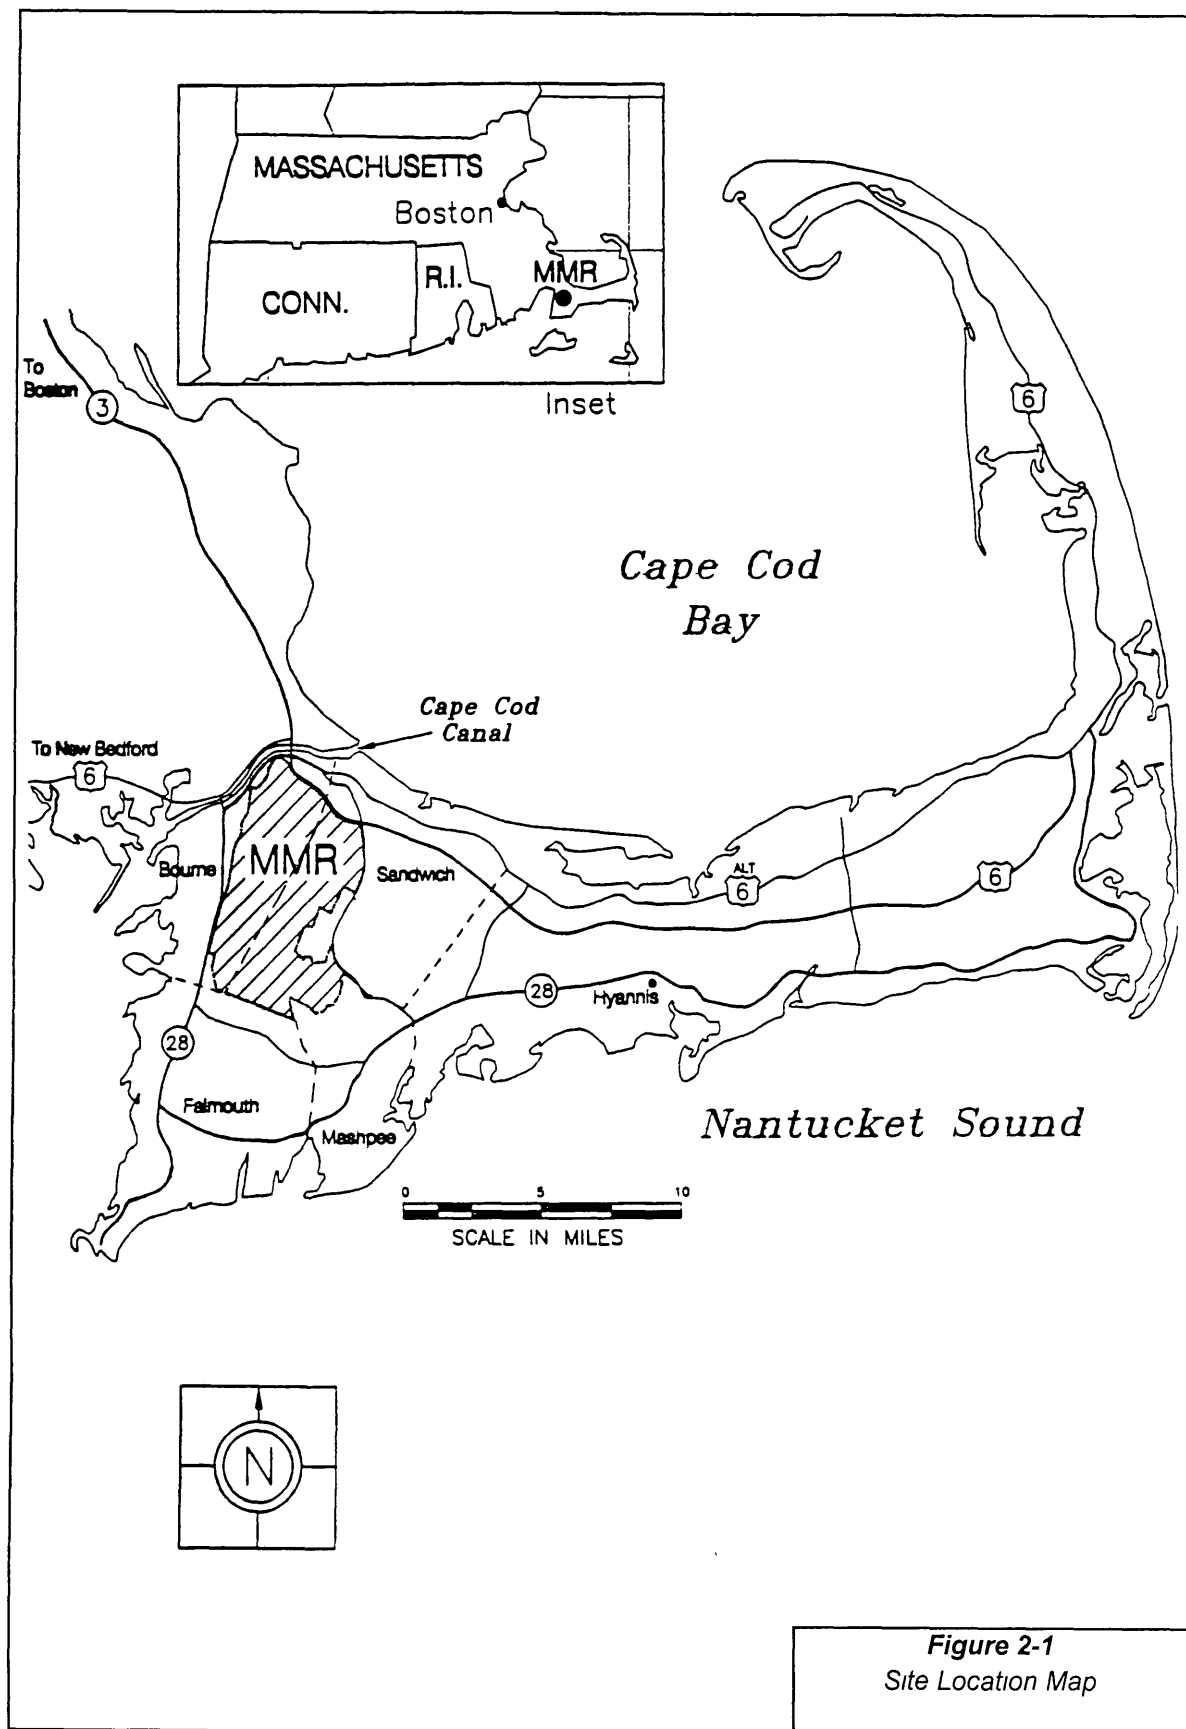 MASSACHUSETTS
Boston
MMR
R.I.
CONN.
Inset
To
Boston
3
6
Cape Cod
Bay
Cape Cod
Canal
To New Bedford
6
MMR
Bourne
Sandwich
ALT
6
6
28
Hyannis
28
Falmouth
Mashpee
Nantucket Sound
0 5 10
SCALE IN MILES
N
Figure 2-1
Site Location Map